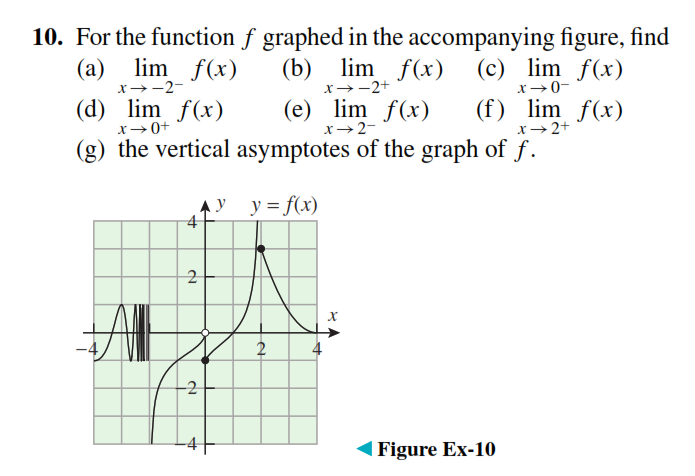 10. For the function f graphed in the accompanying figure, find
(a) lim x→−2− f(x) (b) lim x→−2+ f(x) (c) lim x→0− f(x)
(d) lim x→0+ f(x) (e) lim x→2− f(x) (f) lim x→2+ f(x)
(g) the vertical asymptotes of the graph of f.
y y = f(x)
4
2
x
−4 2 4
−2
−4
◀ Figure Ex-10